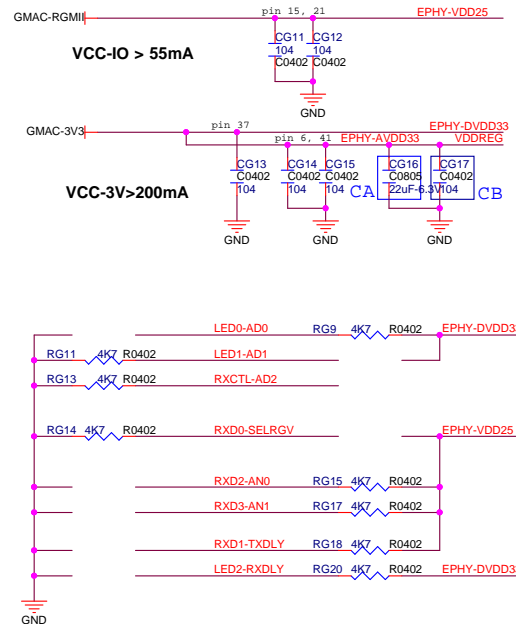 pin 15, 21
GMAC-RGMII EPHY-VDD25
CG11 CG12
104 104
C0402 C0402
VCC-IO > 55mA
GND
pin 37
GMAC-3V3 EPHY-DVDD33
pin 6, 41 EPHY-AVDD33 VDDREG
CG13 CG14 CG15 CG16 CG17
C0402 C0402 C0402 C0805 C0402
104 104 104 22uF-6.3V 104
VCC-3V>200mA
CA CB
GND GND GND GND
LED0-AD0 RG9 4K7 R0402 EPHY-DVDD33
RG11 4K7 R0402 LED1-AD1
RG13 4K7 R0402 RXCTL-AD2
RG14 4K7 R0402 RXD0-SELRGV EPHY-VDD25
RXD2-AN0 RG15 4K7 R0402
RXD3-AN1 RG17 4K7 R0402
RXD1-TXDLY RG18 4K7 R0402
LED2-RXDLY RG20 4K7 R0402 EPHY-DVDD33
GND